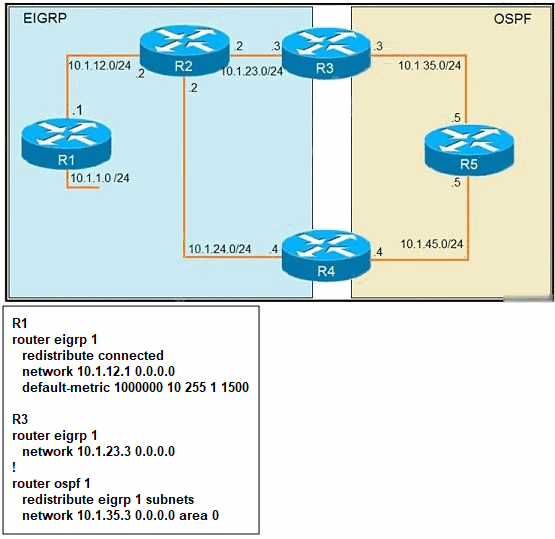 EIGRP
OSPF
.2
.3
.3
10.1.12.0/24
R2
10.1.23.0/24
R3
10.1 35.0/24
.2
.2
.1
.5
R1
R5
10.1.1.0 /24
.5
10.1.24.0/24
.4
10.1.45.0/24
.4
R4
R1
router eigrp 1
redistribute connected
network 10.1.12.1 0.0.0.0
default-metric 1000000 10 255 1 1500
R3
router eigrp 1
network 10.1.23.3 0.0.0.0
!
router ospf 1
redistribute eigrp 1 subnets
network 10.1.35.3 0.0.0.0 area 0